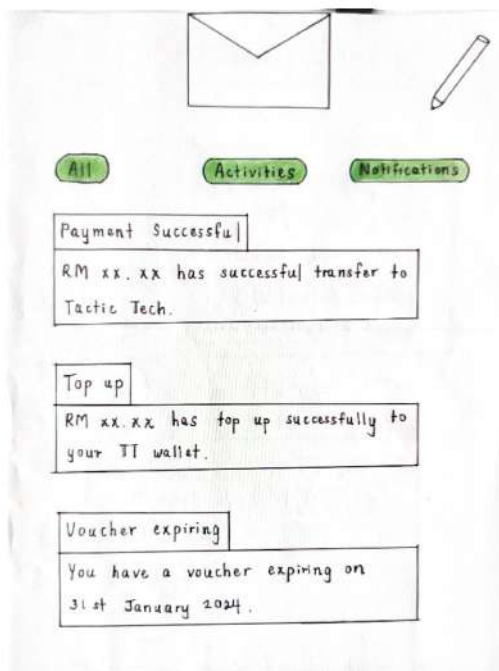 All
Activities
Notifications
Payment Successful
RM xx.xx has successful transfer to
Tactic Tech.
Top up
RM xx.xx has top up successfully to
your TT wallet.
Voucher expiring
You have a voucher expiring on
31st January 2024.